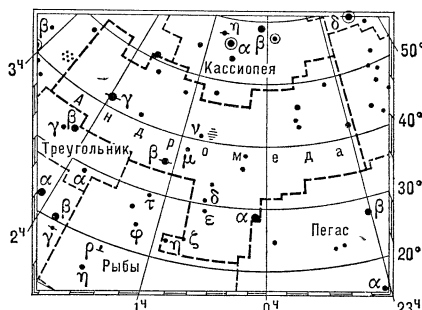 β η δ
α β 50°
3ч Кассиопея
А γ
н
д ν 40°
γ β р
Треугольник β μ о м е д а
α α δ 30°
β τ ε α β
2ч γ φ Пегас
ρ η ζ 20°
η Рыбы α
1ч 0ч 23ч